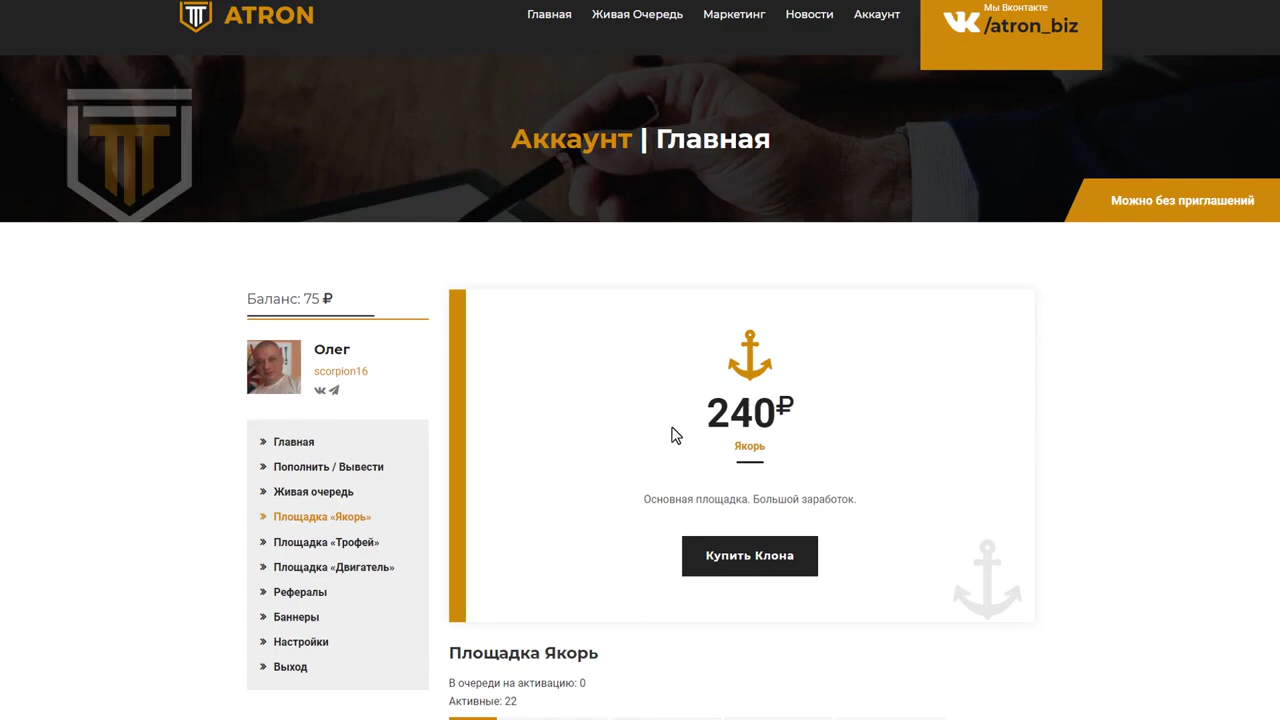 ATRON
Главная Живая Очередь Маркетинг Новости Аккаунт
Мы Вконтакте
/atron_biz
Аккаунт | Главная
Можно без приглашений
Баланс: 75 ₽
Олег
scorpion16
Главная
Пополнить / Вывести
Живая очередь
Площадка «Якорь»
Площадка «Трофей»
Площадка «Двигатель»
Рефералы
Баннеры
Настройки
Выход
240₽
Якорь
Основная площадка. Большой заработок.
Купить Клона
Площадка Якорь
В очереди на активацию: 0
Активные: 22